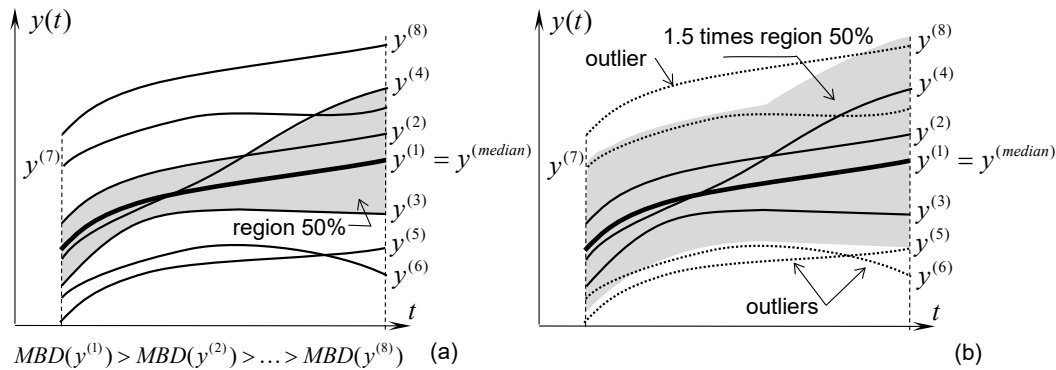 y(t)
y^{(8)}
y^{(4)}
y^{(2)}
y^{(7)}
y^{(1)} = y^{(median)}
y^{(3)}
region 50%
y^{(5)}
y^{(6)}
t
MBD(y^{(1)}) > MBD(y^{(2)}) > … > MBD(y^{(8)})
(a)
y(t)
1.5 times region 50%
y^{(8)}
outlier
y^{(4)}
y^{(2)}
y^{(7)}
y^{(1)} = y^{(median)}
y^{(3)}
y^{(5)}
y^{(6)}
outliers
t
(b)